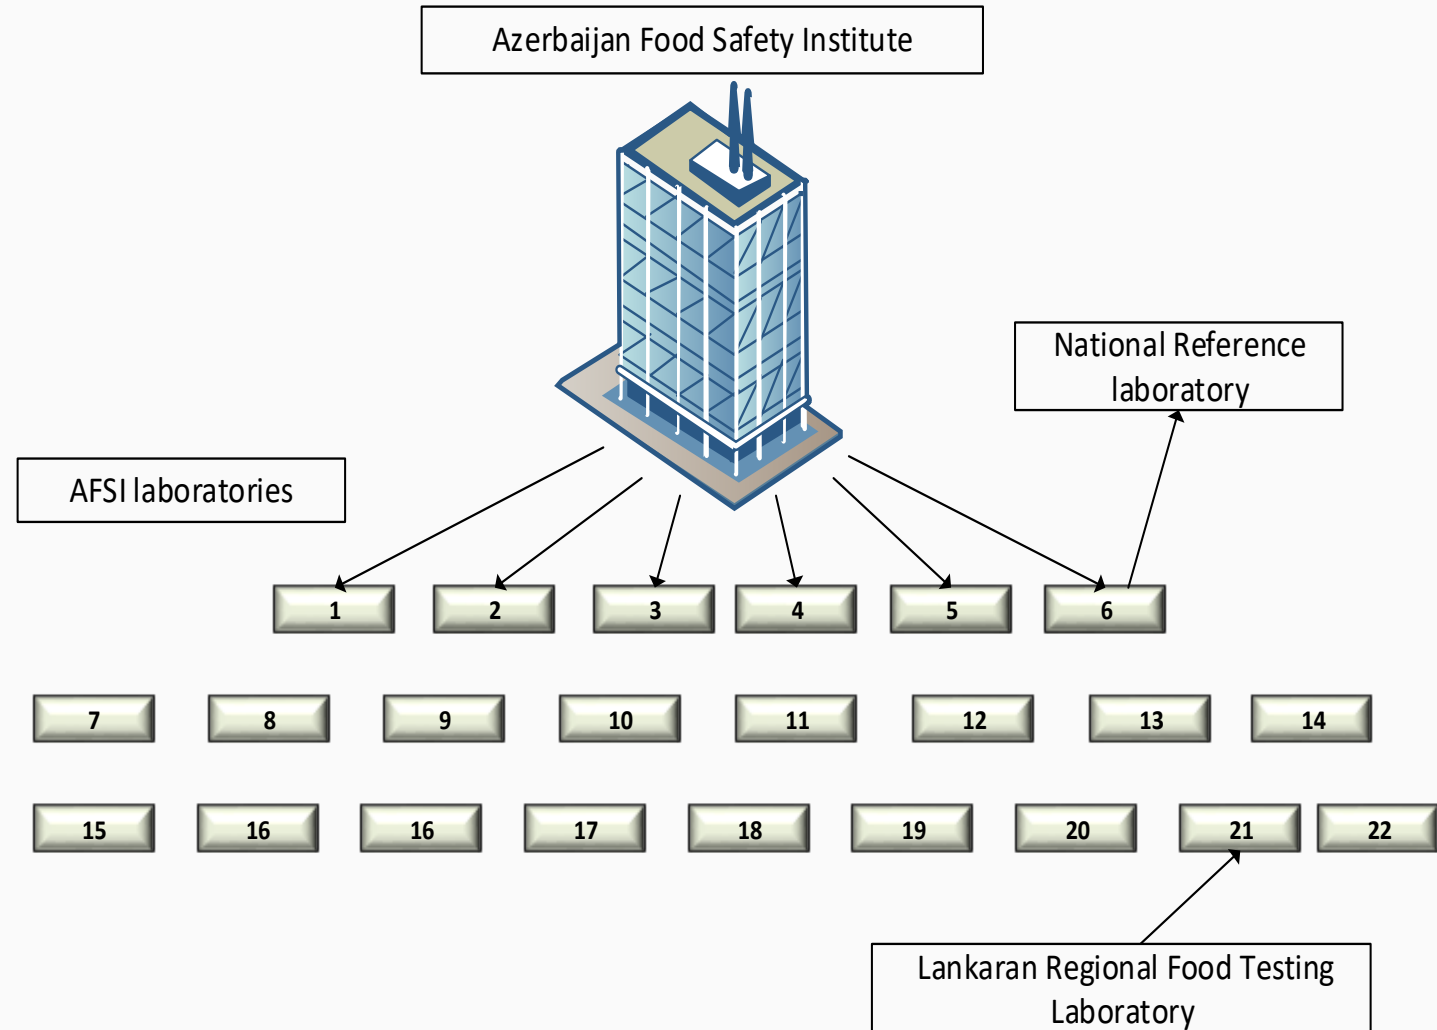 Azerbaijan Food Safety Institute
National Reference
laboratory
AFSI laboratories
1 2 3 4 5 6
7 8 9 10 11 12 13 14
15 16 16 17 18 19 20 21 22
Lankaran Regional Food Testing
Laboratory